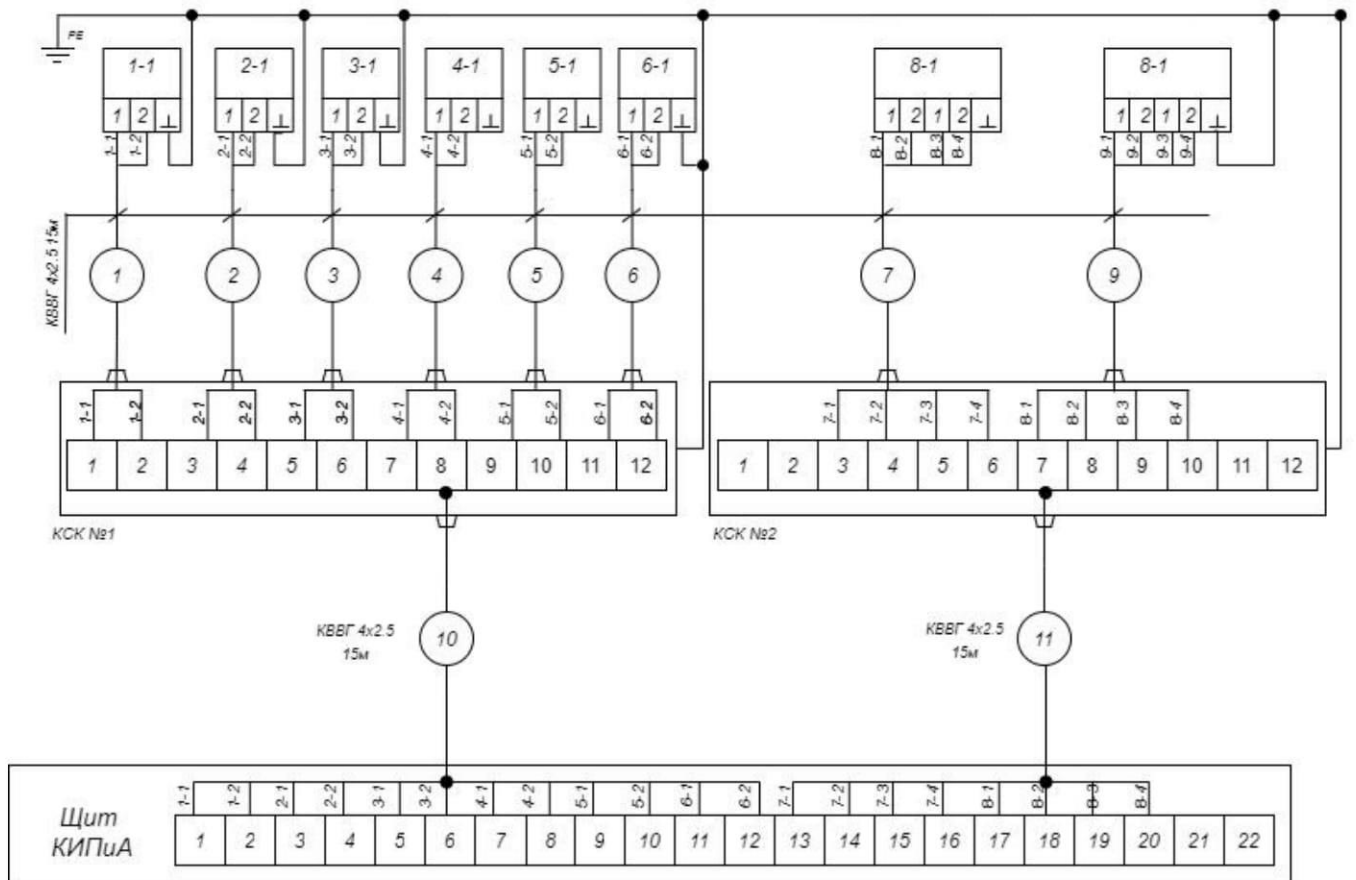 PE
1-1 2-1 3-1 4-1 5-1 6-1 8-1 8-1
1 2 1 2 1 2 1 2 1 2 1 2 1 2 1 2 1 2 1 2
1-1 1-2 2-1 2-2 3-1 3-2 4-1 4-2 5-1 5-2 6-1 6-2 8-1 8-2 8-3 8-4 9-1 9-2 9-3 9-4
КВВГ 4x2.5 15м
1 2 3 4 5 6 7 9
1-1 1-2 2-1 2-2 3-1 3-2 4-1 4-2 5-1 5-2 6-1 6-2 7-1 7-2 7-3 7-4 8-1 8-2 8-3 8-4
1 2 3 4 5 6 7 8 9 10 11 12 1 2 3 4 5 6 7 8 9 10 11 12
КСК №1 КСК №2
КВВГ 4x2.5
15м
10
КВВГ 4x2.5
15м
11
Щит
КИПиА
1-1 1-2 2-1 2-2 3-1 3-2 4-1 4-2 5-1 5-2 6-1 6-2 7-1 7-2 7-3 7-4 8-1 8-2 8-3 8-4
1 2 3 4 5 6 7 8 9 10 11 12 13 14 15 16 17 18 19 20 21 22